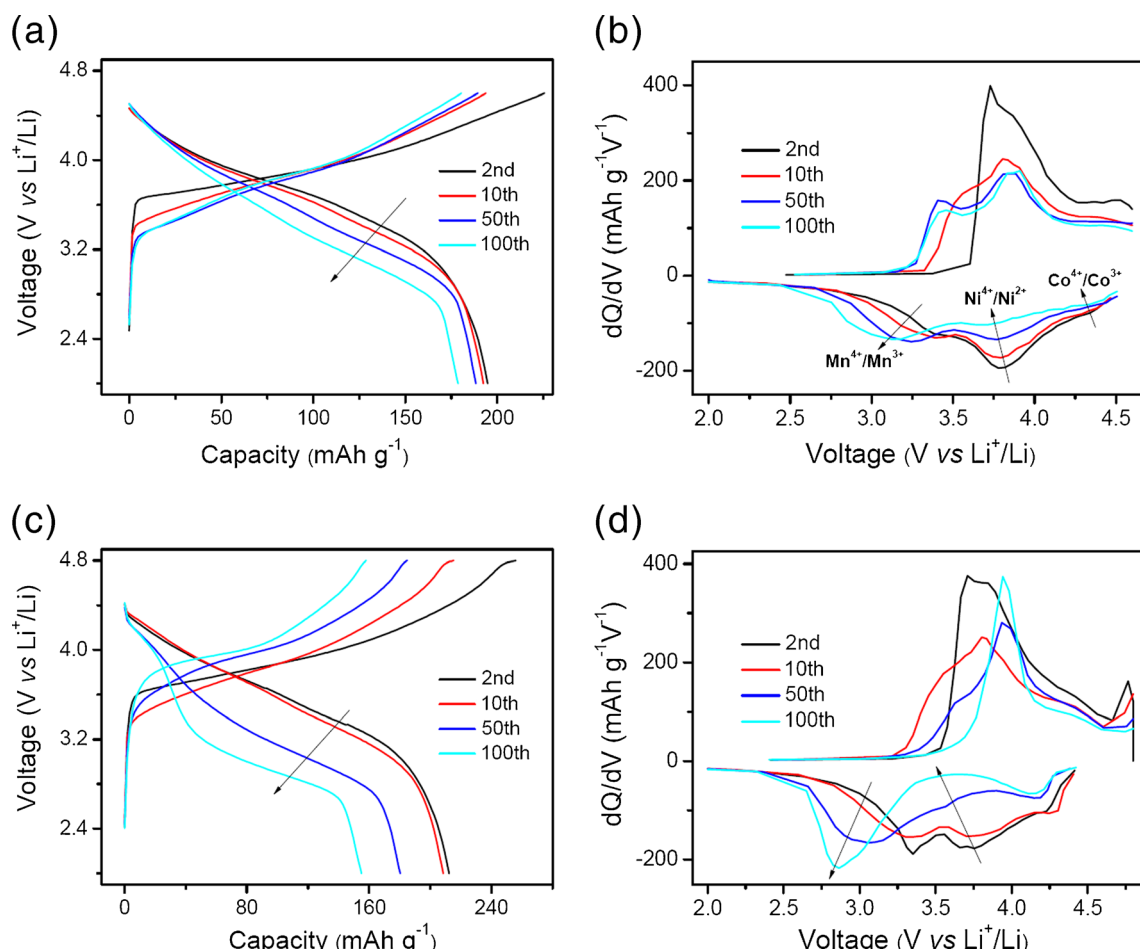 (a)
4.8
4.0
3.2
2.4
Voltage (V vs Li⁺/Li)
2nd
10th
50th
100th
0
50
100
150
200
Capacity (mAh g⁻¹)
(b)
400
200
0
-200
dQ/dV (mAh g⁻¹V⁻¹)
2nd
10th
50th
100th
Co⁴⁺/Co³⁺
Ni⁴⁺/Ni²⁺
Mn⁴⁺/Mn³⁺
2.0
2.5
3.0
3.5
4.0
4.5
Voltage (V vs Li⁺/Li)
(c)
4.8
4.0
3.2
2.4
Voltage (V vs Li⁺/Li)
2nd
10th
50th
100th
0
80
160
240
Capacity (mAh g⁻¹)
(d)
400
200
0
-200
dQ/dV (mAh g⁻¹V⁻¹)
2nd
10th
50th
100th
2.0
2.5
3.0
3.5
4.0
4.5
Voltage (V vs Li⁺/Li)